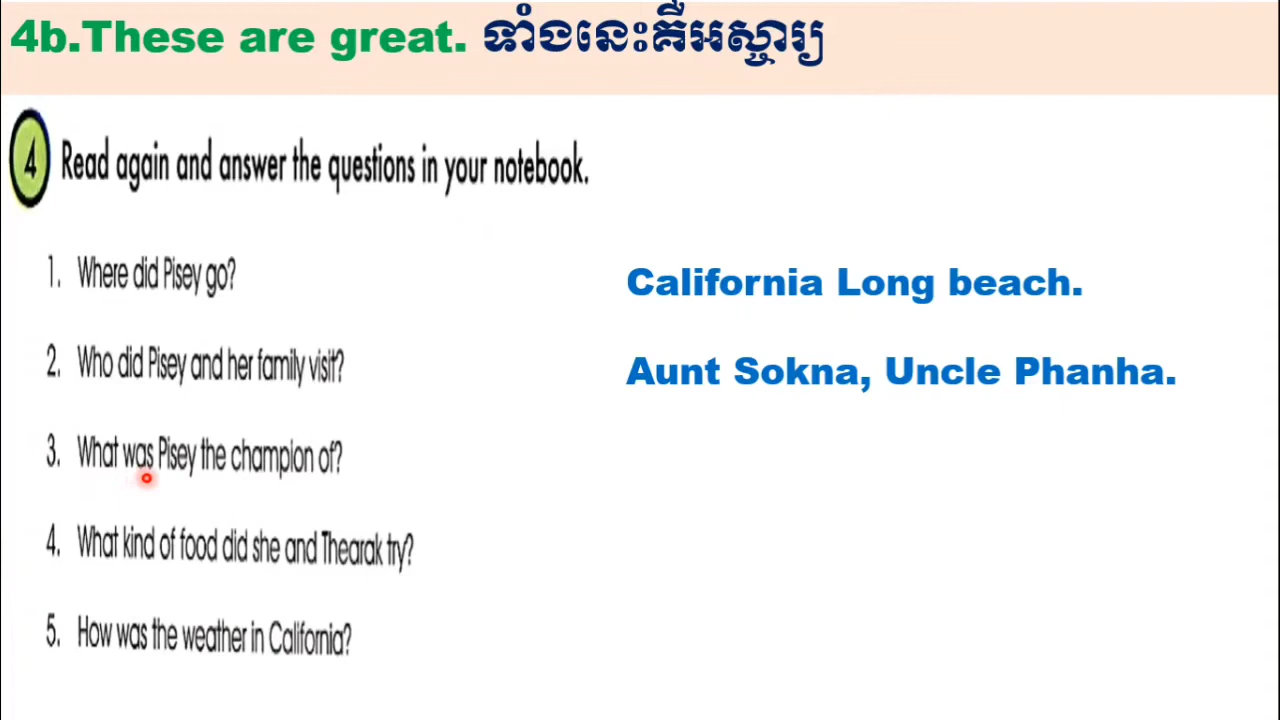 4b.These are great. ទាំងនេះគឺអស្ចារ្យ
4 Read again and answer the questions in your notebook.
1. Where did Pisey go? California Long beach.
2. Who did Pisey and her family visit? Aunt Sokna, Uncle Phanha.
3. What was Pisey the champion of?
4. What kind of food did she and Thearak try?
5. How was the weather in California?